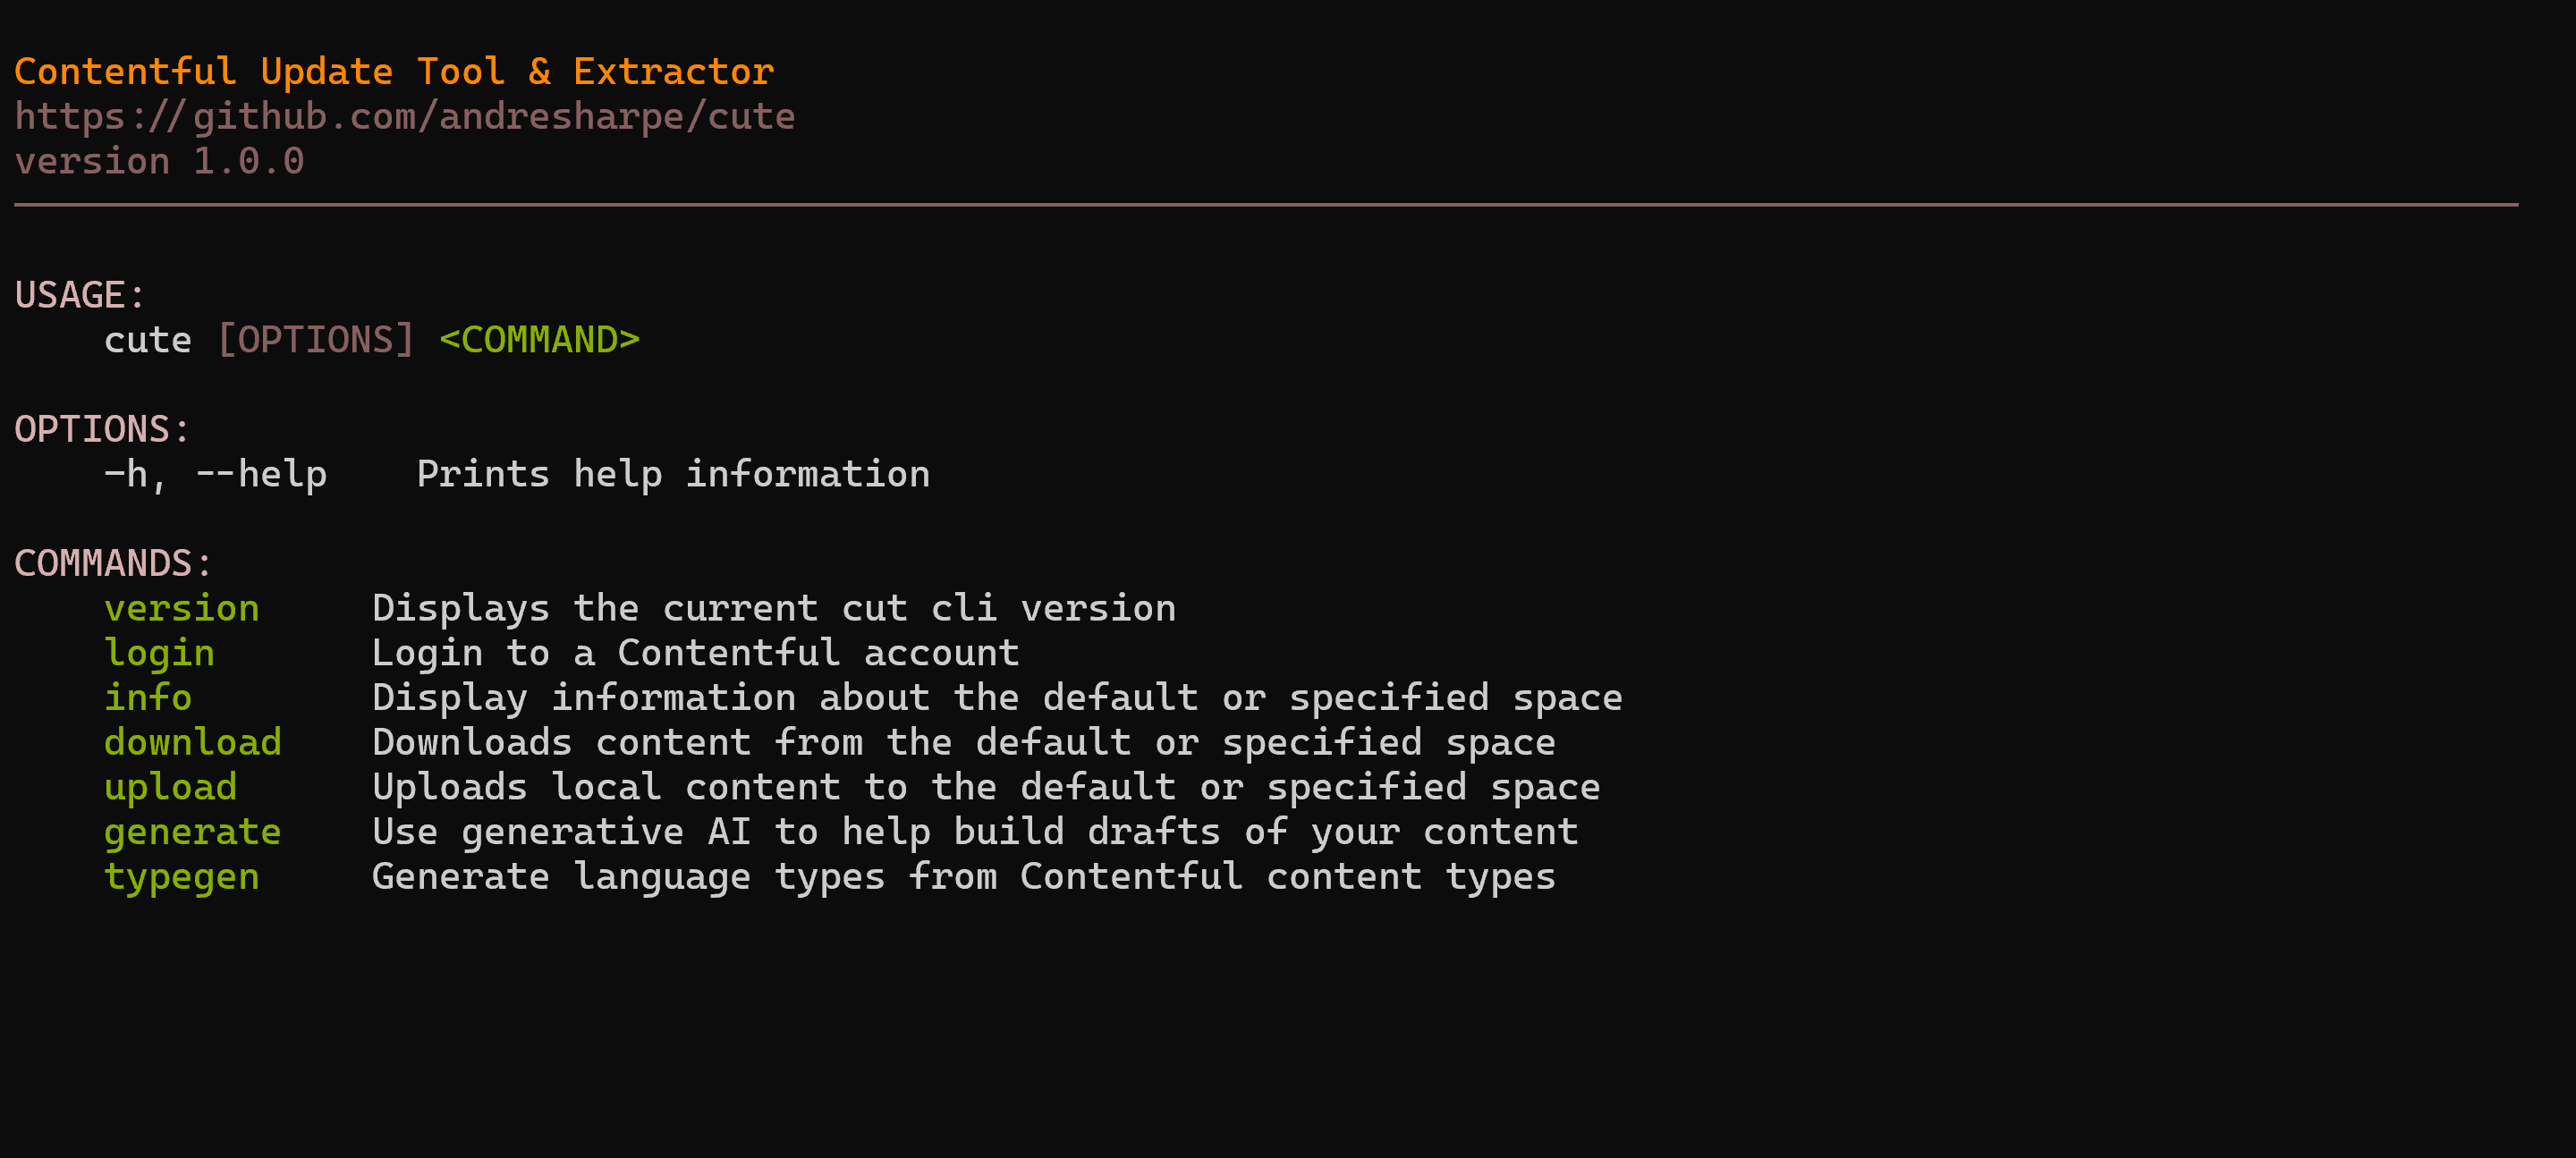 Contentful Update Tool & Extractor
https://github.com/andresharpe/cute
version 1.0.0
USAGE:
    cute [OPTIONS] <COMMAND>
OPTIONS:
    -h, --help    Prints help information
COMMANDS:
    version     Displays the current cut cli version
    login       Login to a Contentful account
    info        Display information about the default or specified space
    download    Downloads content from the default or specified space
    upload      Uploads local content to the default or specified space
    generate    Use generative AI to help build drafts of your content
    typegen     Generate language types from Contentful content types